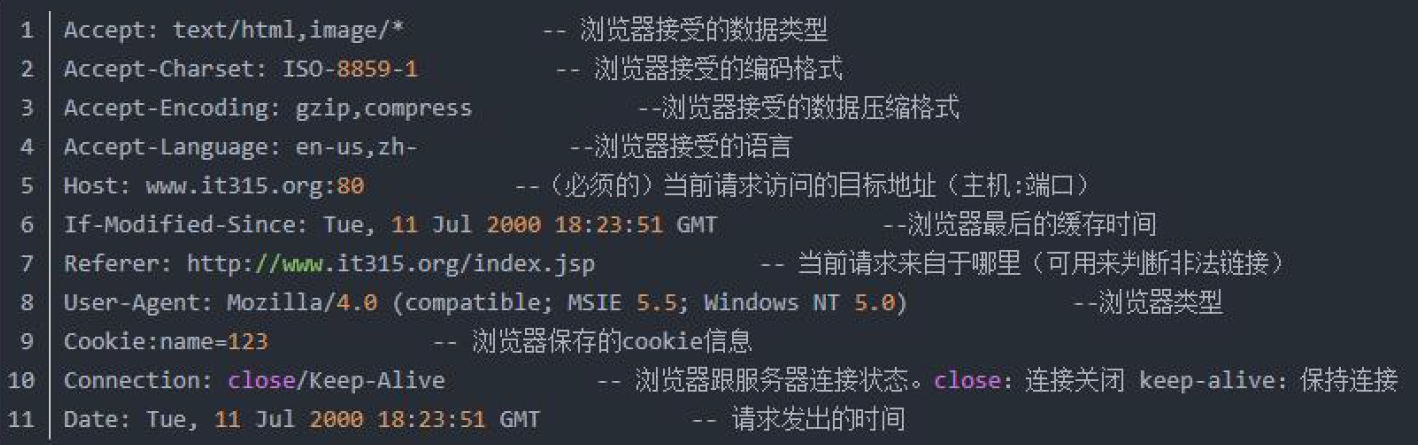 1 Accept: text/html,image/* -- 浏览器接受的数据类型
2 Accept-Charset: ISO-8859-1 -- 浏览器接受的编码格式
3 Accept-Encoding: gzip,compress --浏览器接受的数据压缩格式
4 Accept-Language: en-us,zh- --浏览器接受的语言
5 Host: www.it315.org:80 --（必须的）当前请求访问的目标地址（主机:端口）
6 If-Modified-Since: Tue, 11 Jul 2000 18:23:51 GMT --浏览器最后的缓存时间
7 Referer: http://www.it315.org/index.jsp -- 当前请求来自于哪里（可用来判断非法链接）
8 User-Agent: Mozilla/4.0 (compatible; MSIE 5.5; Windows NT 5.0) --浏览器类型
9 Cookie:name=123 -- 浏览器保存的cookie信息
10 Connection: close/Keep-Alive -- 浏览器跟服务器连接状态。close: 连接关闭 keep-alive: 保持连接
11 Date: Tue, 11 Jul 2000 18:23:51 GMT -- 请求发出的时间